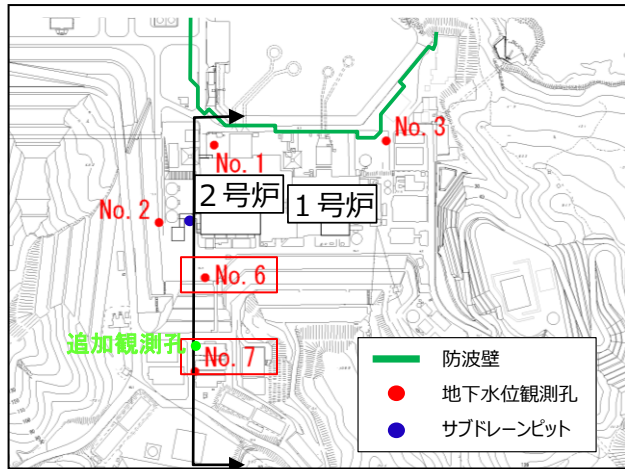 No. 3
No. 1
２号炉
１号炉
No. 2
No. 6
追加観測孔
No. 7
防波壁
地下水位観測孔
サブドレーンピット